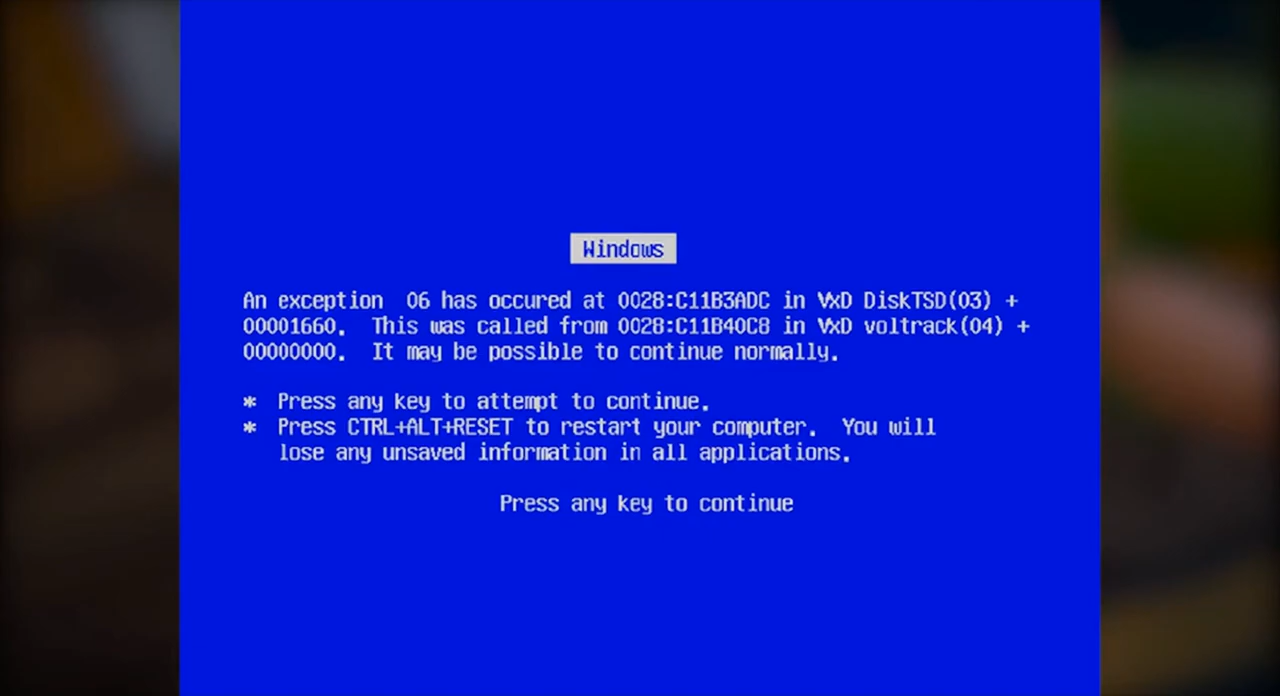 Windows
An exception  06 has occured at 0028:C11B3ADC in VxD DiskTSD(03) +
00001660.  This was called from 0028:C11B40C8 in VxD voltrack(04) +
00000000.  It may be possible to continue normally.
*  Press any key to attempt to continue.
*  Press CTRL+ALT+RESET to restart your computer.  You will
lose any unsaved information in all applications.
Press any key to continue